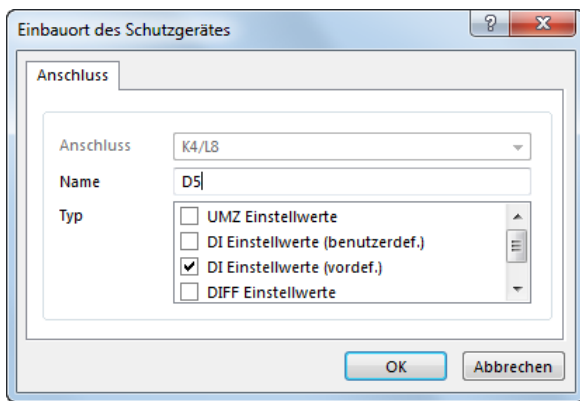 Einbauort des Schutzgerätes
Anschluss
Anschluss K4/L8
Name D5
Typ UMZ Einstellwerte
DI Einstellwerte (benutzerdef.)
DI Einstellwerte (vordef.)
DIFF Einstellwerte
OK Abbrechen